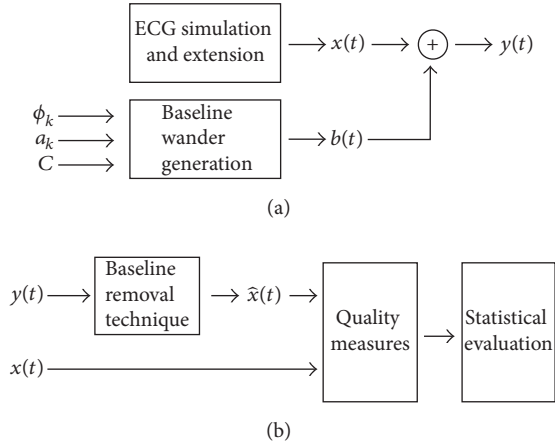 ECG simulation
and extension
x(t)
+
y(t)
ϕ_k
a_k
C
Baseline
wander
generation
b(t)
(a)
y(t)
Baseline
removal
technique
x̂(t)
x(t)
Quality
measures
Statistical
evaluation
(b)